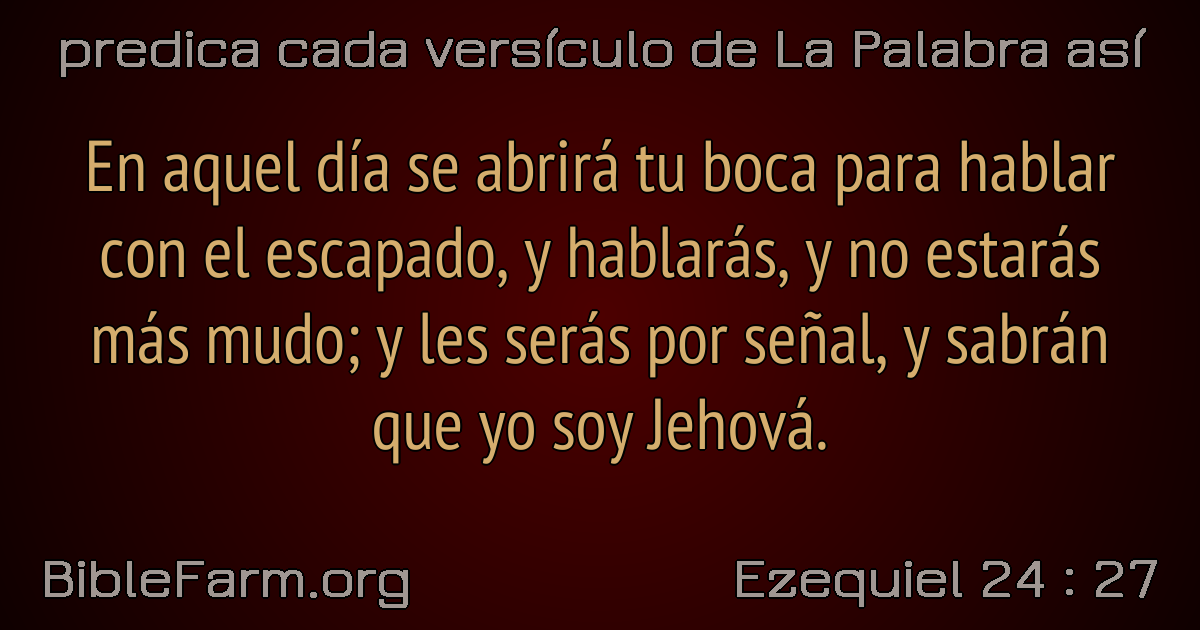 predica cada versículo de La Palabra así
En aquel día se abrirá tu boca para hablar
con el escapado, y hablarás, y no estarás
más mudo; y les serás por señal, y sabrán
que yo soy Jehová.
BibleFarm.org
Ezequiel 24 : 27